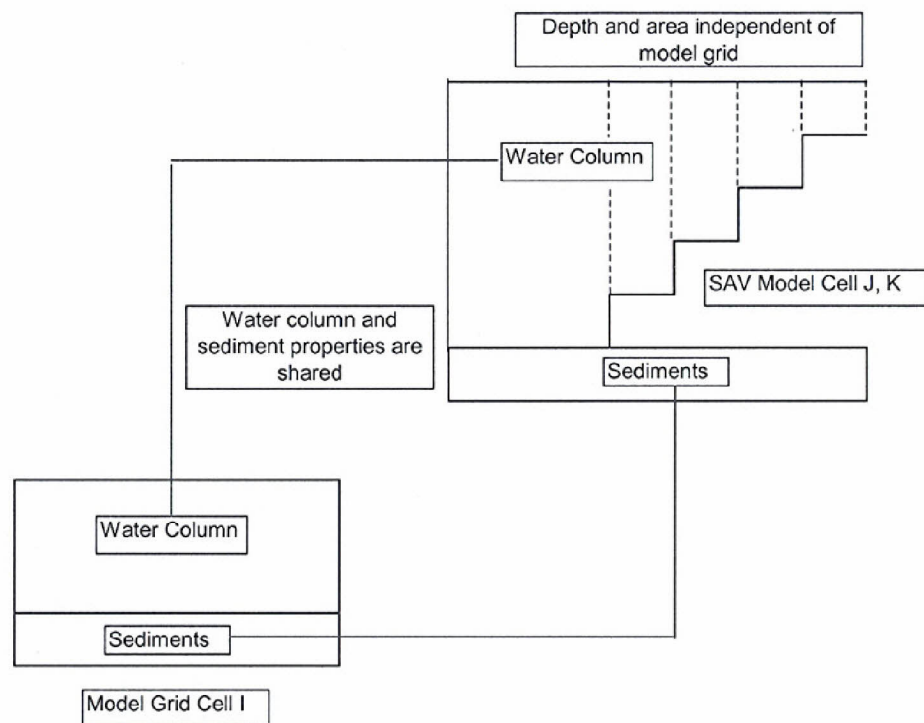 Depth and area independent of
model grid
Water Column
SAV Model Cell J, K
Water column and
sediment properties are
shared
Sediments
Water Column
Sediments
Model Grid Cell I